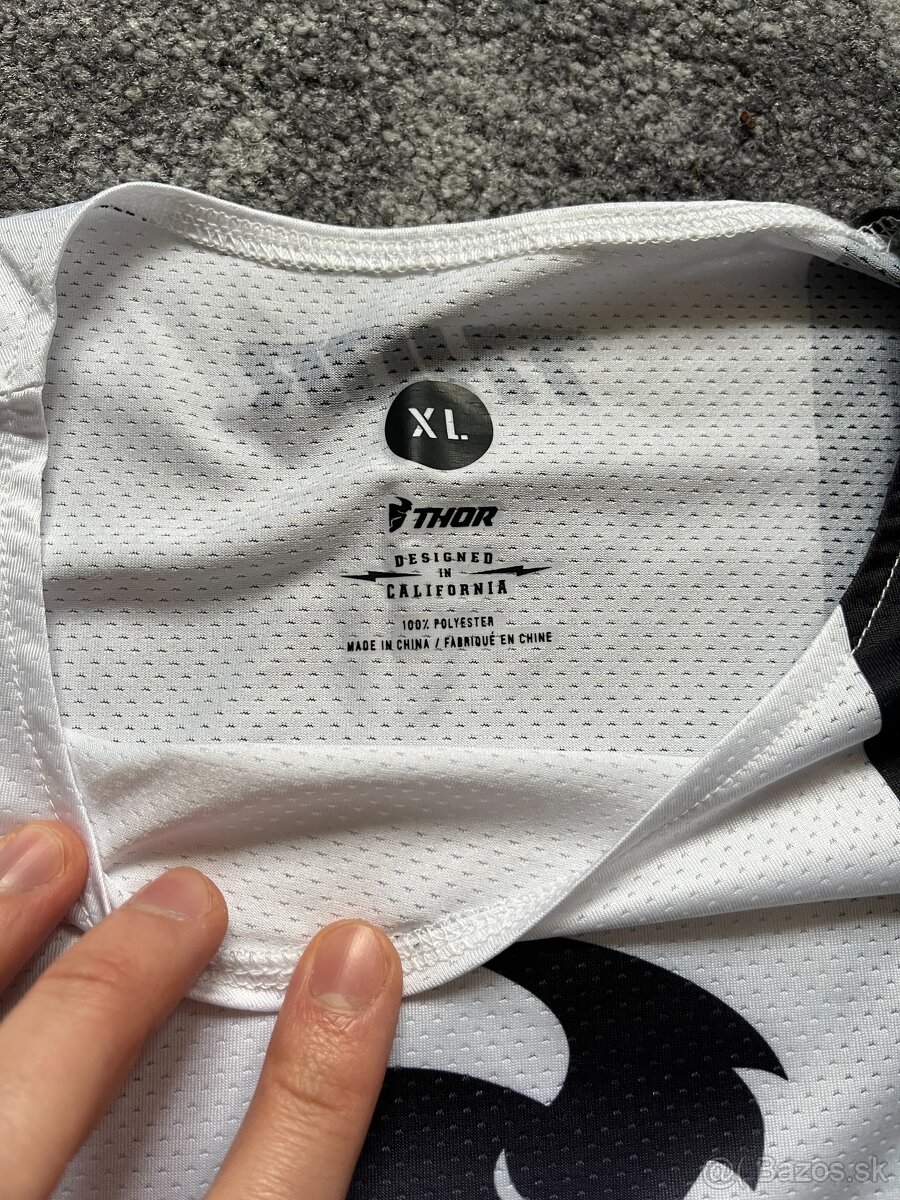 XL
THOR
DESIGNED
IN
CALIFORNIA
100% POLYESTER
MADE IN CHINA / FABRIQUÉ EN CHINE
Bazos.sk